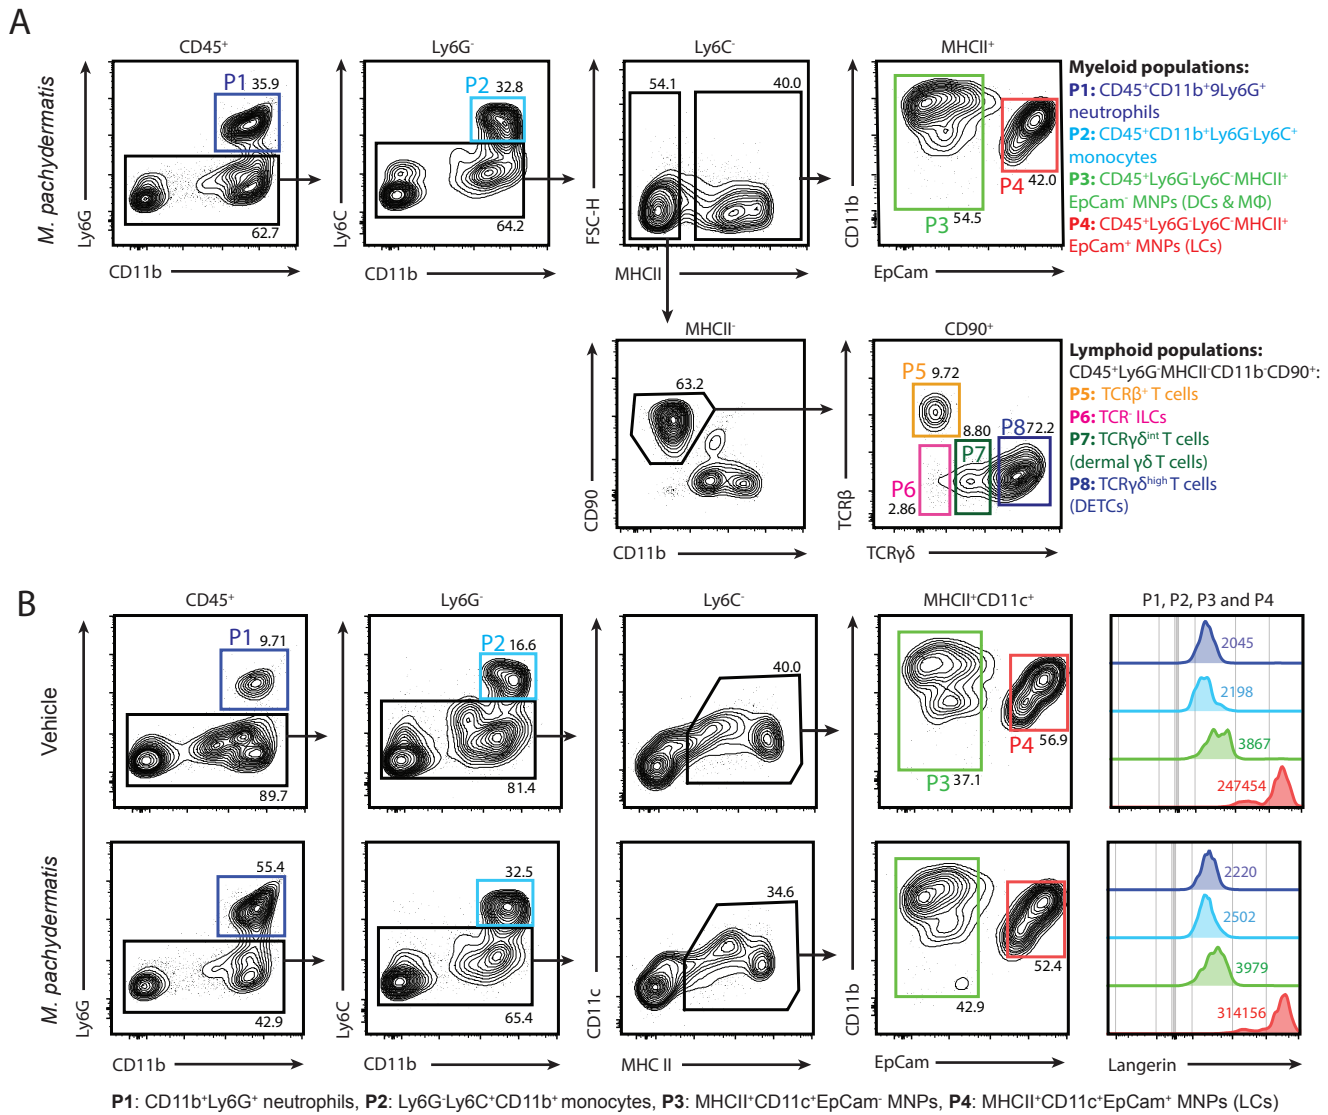 A
CD45⁺
Ly6G⁻
Ly6C⁻
MHCII⁺
M. pachydermatis
Ly6G
P1 35.9
62.7
CD11b
Ly6C
P2 32.8
64.2
CD11b
FSC-H
54.1
40.0
MHCII
CD11b
P3
54.5
P4
42.0
EpCam
Myeloid populations:
P1: CD45⁺CD11b⁺9Ly6G⁺
neutrophils
P2: CD45⁺CD11b⁺Ly6G⁻Ly6C⁺
monocytes
P3: CD45⁺Ly6G⁻Ly6C⁻MHCII⁺
EpCam⁻ MNPs (DCs & MΦ)
P4: CD45⁺Ly6G⁻Ly6C⁻MHCII⁺
EpCam⁺ MNPs (LCs)
MHCII⁻
CD90⁺
CD90
63.2
CD11b
TCRβ
P5 9.72
P6
2.86
8.80
P7
P8 72.2
TCRγδ
Lymphoid populations:
CD45⁺Ly6G⁻MHCII⁻CD11b⁻CD90⁺:
P5: TCRβ⁺ T cells
P6: TCR⁻ ILCs
P7: TCRγδⁱⁿᵗ T cells
(dermal γδ T cells)
P8: TCRγδʰⁱᵍʰ T cells
(DETCs)
B
CD45⁺
Ly6G⁻
Ly6C⁻
MHCII⁺CD11c⁺
P1, P2, P3 and P4
Vehicle
P1 9.71
89.7
P2 16.6
81.4
40.0
P3 37.1
P4
56.9
2045
2198
3867
247454
M. pachydermatis
Ly6G
55.4
42.9
CD11b
Ly6C
32.5
65.4
CD11b
CD11c
34.6
MHC II
CD11b
42.9
52.4
EpCam
2220
2502
3979
314156
Langerin
P1: CD11b⁺Ly6G⁺ neutrophils, P2: Ly6G⁻Ly6C⁺CD11b⁺ monocytes, P3: MHCII⁺CD11c⁺EpCam⁻ MNPs, P4: MHCII⁺CD11c⁺EpCam⁺ MNPs (LCs)